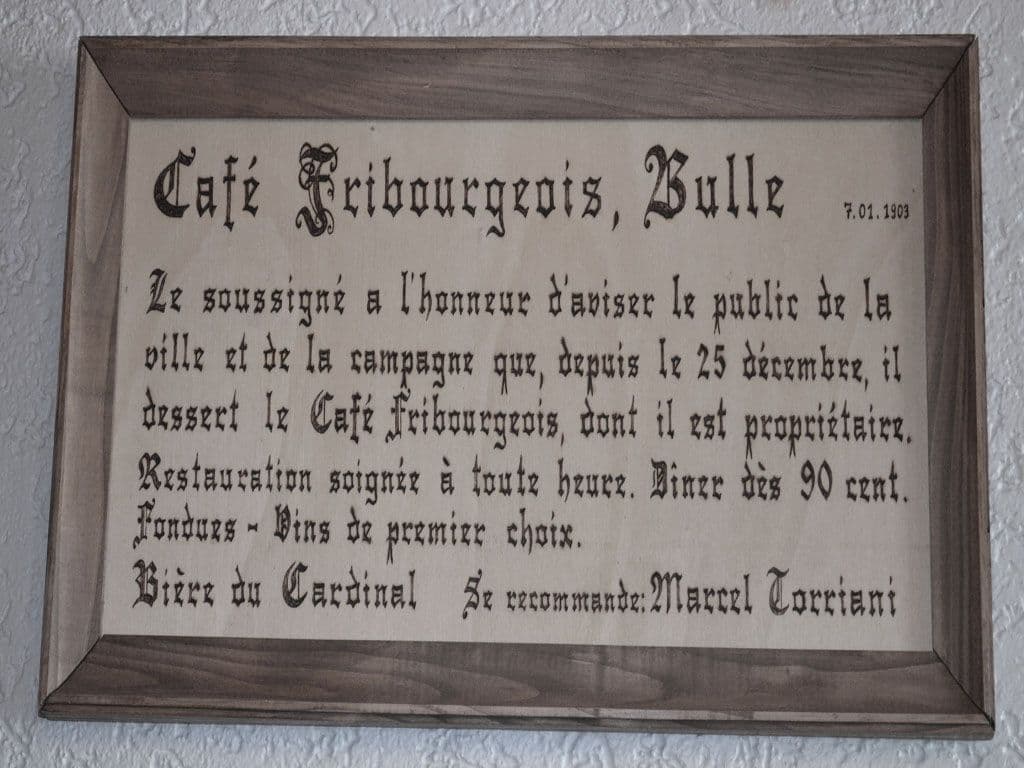 Café Fribourgeois, Bulle 7.01.1903
Le soussigné a l'honneur d'aviser le public de la
ville et de la campagne que, depuis le 25 décembre, il
dessert le Café Fribourgeois, dont il est propriétaire.
Restauration soignée à toute heure. Dîner dès 90 cent.
Fondues - Vins de premier choix.
Bière du Cardinal Se recommande: Marcel Torriani